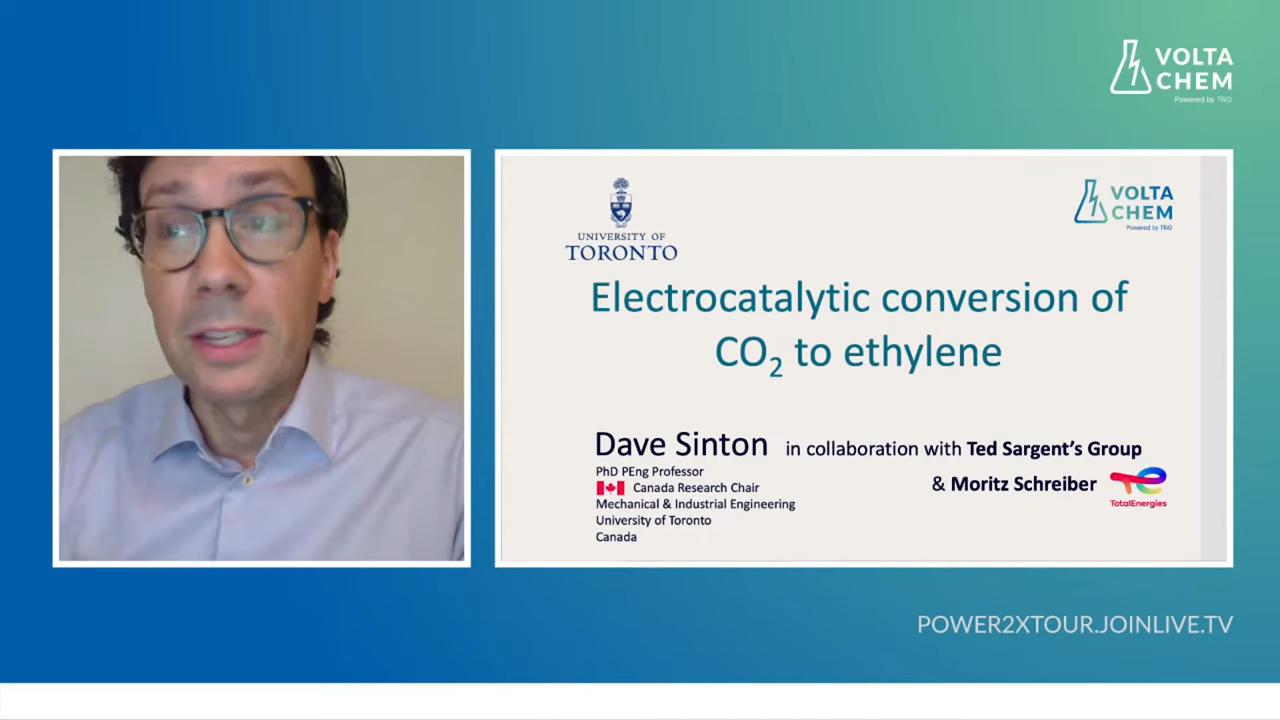 VOLTA
CHEM
Powered by TNO
UNIVERSITY OF
TORONTO
VOLTA
CHEM
Powered by TNO
Electrocatalytic conversion of
CO₂ to ethylene
Dave Sinton in collaboration with Ted Sargent's Group
& Moritz Schreiber
TotalEnergies
PhD PEng Professor
Canada Research Chair
Mechanical & Industrial Engineering
University of Toronto
Canada
POWER2XTOUR.JOINLIVE.TV